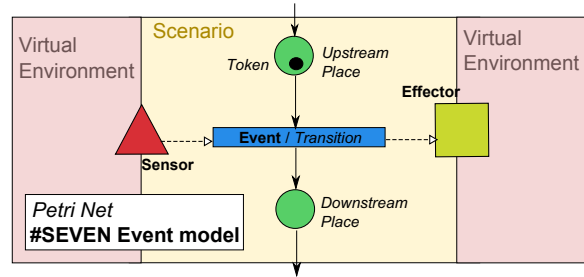 Virtual
Environment
Scenario
Token
Upstream
Place
Virtual
Environment
Effector
Event / Transition
Sensor
Downstream
Place
Petri Net
#SEVEN Event model